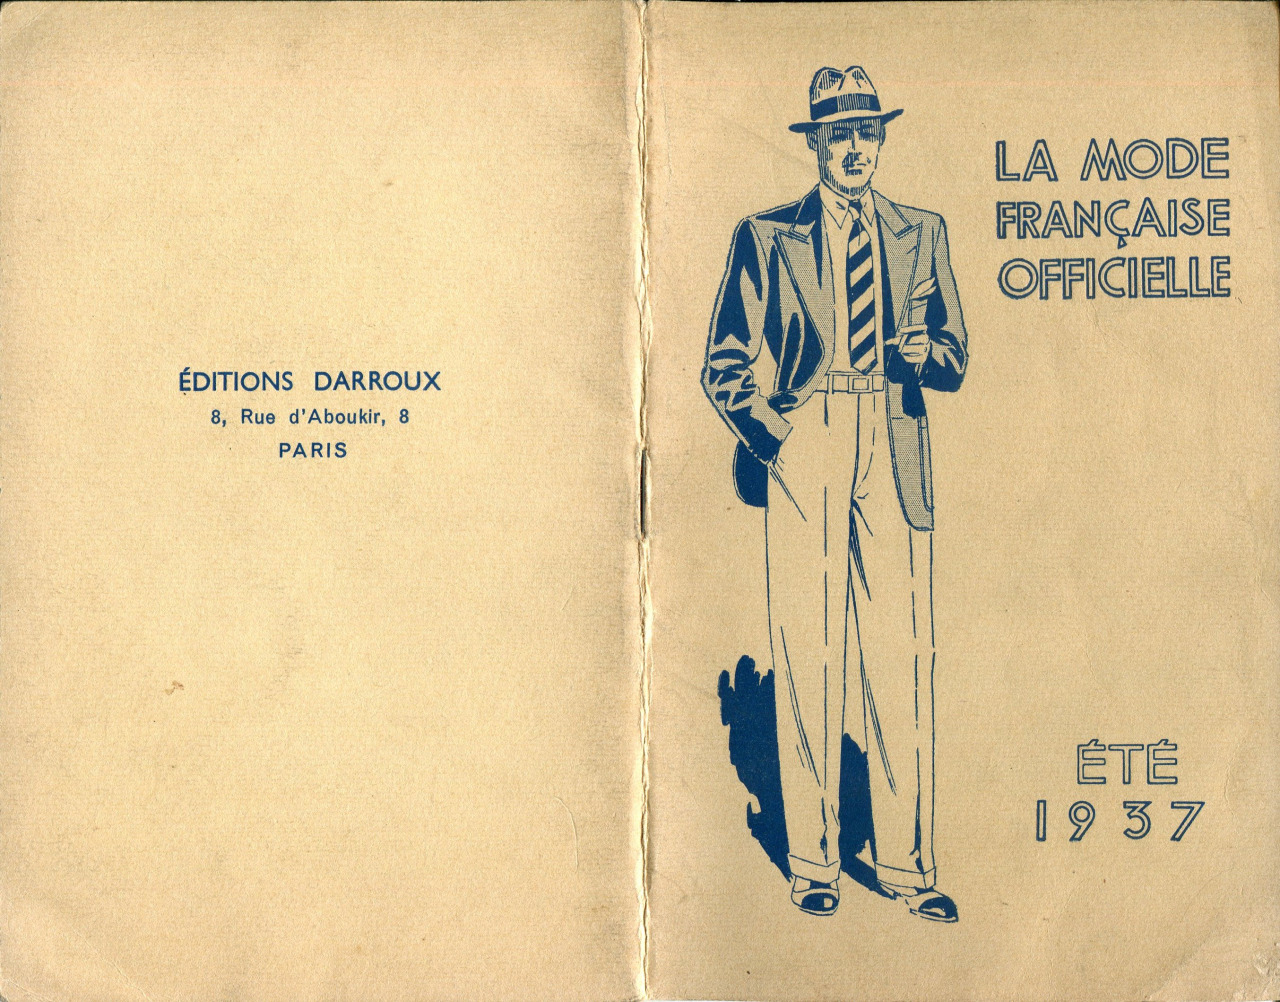 ÉDITIONS DARROUX
8, Rue d'Aboukir, 8
PARIS
LA MODE
FRANÇAISE
OFFICIELLE
ÉTÉ
1937